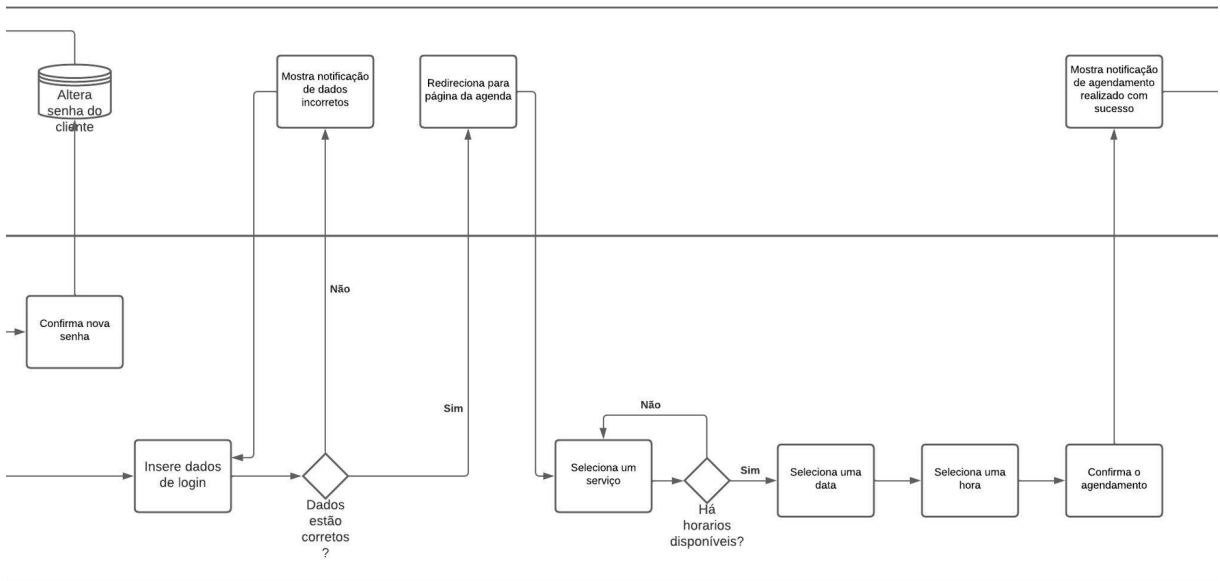 Altera
senha do
cliente
Mostra notificação
de dados
incorretos
Redireciona para
página da agenda
Mostra notificação
de agendamento
realizado com
sucesso
Não
Confirma nova
senha
Sim
Não
Insere dados
de login
Dados
estão
corretos
?
Seleciona um
serviço
Há
horarios
disponíveis?
Sim
Seleciona uma
data
Seleciona uma
hora
Confirma o
agendamento